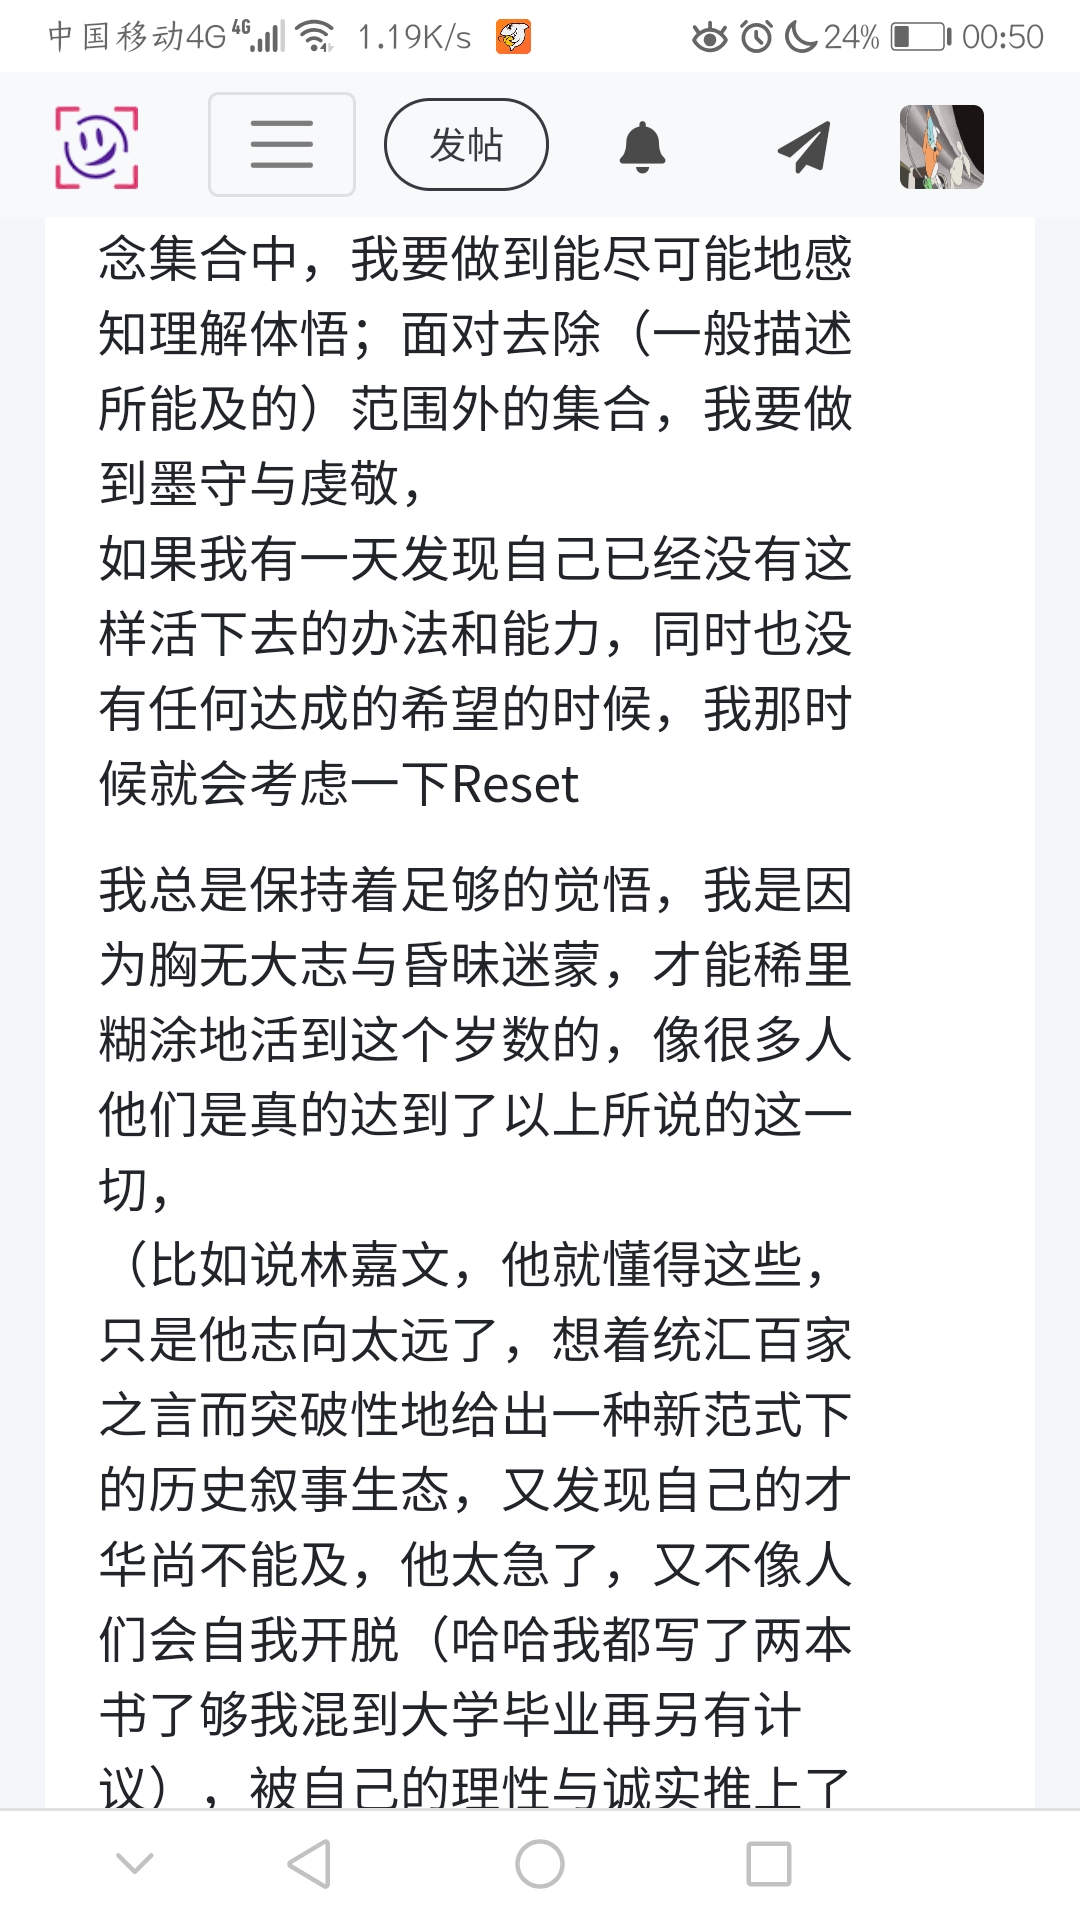 中国移动4G 4G 1.19K/s 24% 00:50
发帖
念集合中，我要做到能尽可能地感
知理解体悟；面对去除（一般描述
所能及的）范围外的集合，我要做
到墨守与虔敬，
如果我有一天发现自己已经没有这
样活下去的办法和能力，同时也没
有任何达成的希望的时候，我那时
候就会考虑一下Reset
我总是保持着足够的觉悟，我是因
为胸无大志与昏昧迷蒙，才能稀里
糊涂地活到这个岁数的，像很多人
他们是真的达到了以上所说的这一
切，
（比如说林嘉文，他就懂得这些，
只是他志向太远了，想着统汇百家
之言而突破性地给出一种新范式下
的历史叙事生态，又发现自己的才
华尚不能及，他太急了，又不像人
们会自我开脱（哈哈我都写了两本
书了够我混到大学毕业再另有计
议），被自己的理性与诚实推上了